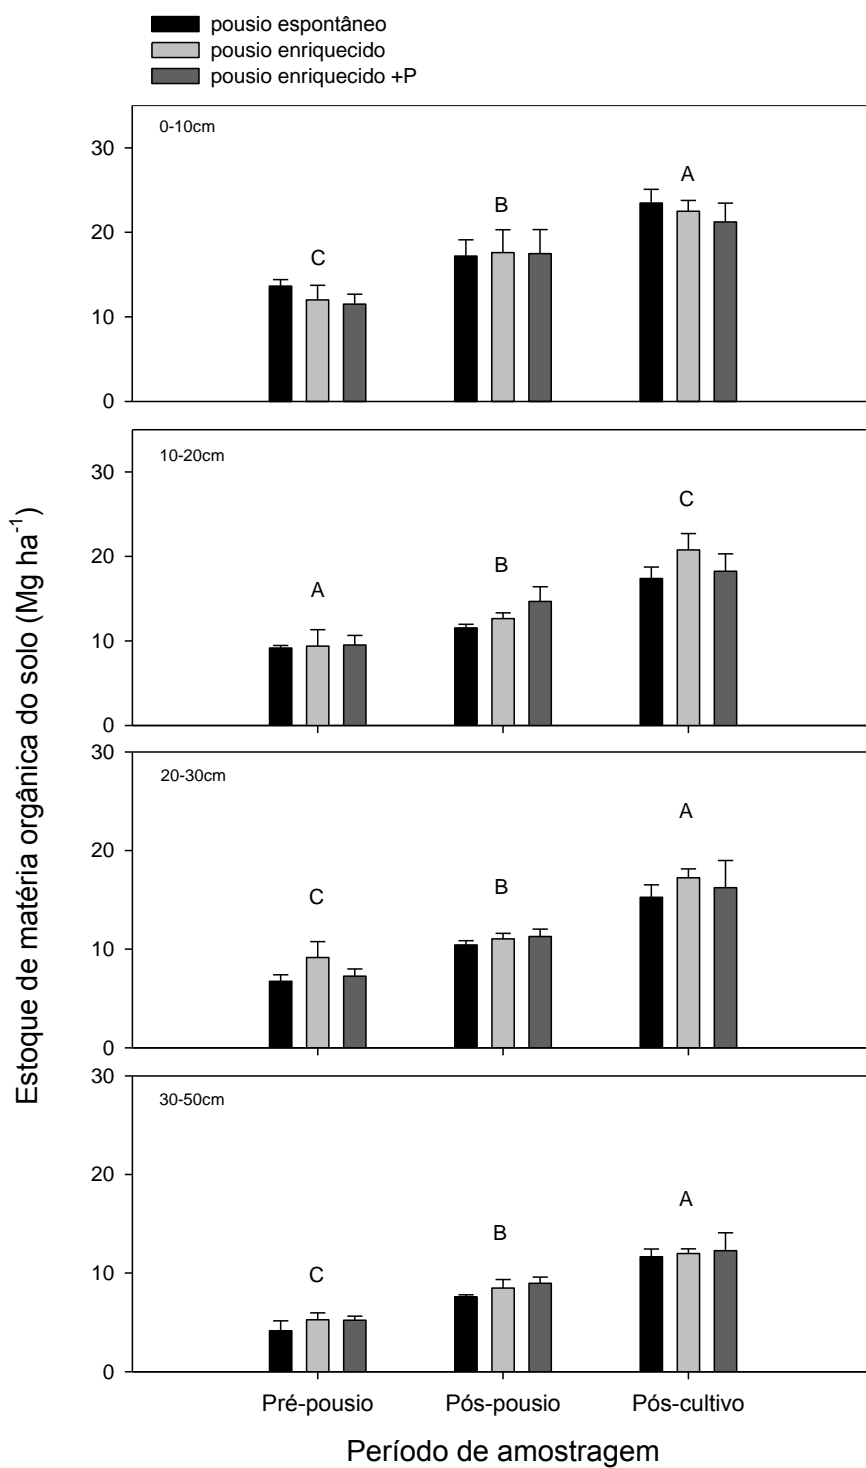 pousio espontâneo
pousio enriquecido
pousio enriquecido +P
Estoque de matéria orgânica do solo (Mg ha⁻¹)
0-10cm
30
20
10
0
C
B
A
10-20cm
30
20
10
0
A
B
C
20-30cm
30
20
10
0
C
B
A
30-50cm
30
20
10
0
C
B
A
Pré-pousio Pós-pousio Pós-cultivo
Período de amostragem